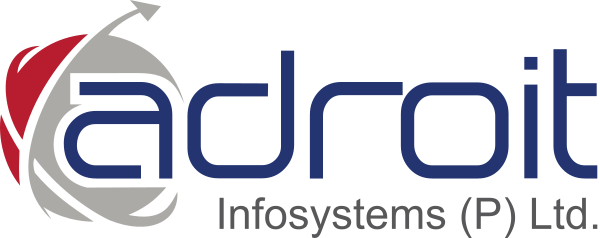 adroit
Infosystems (P) Ltd.